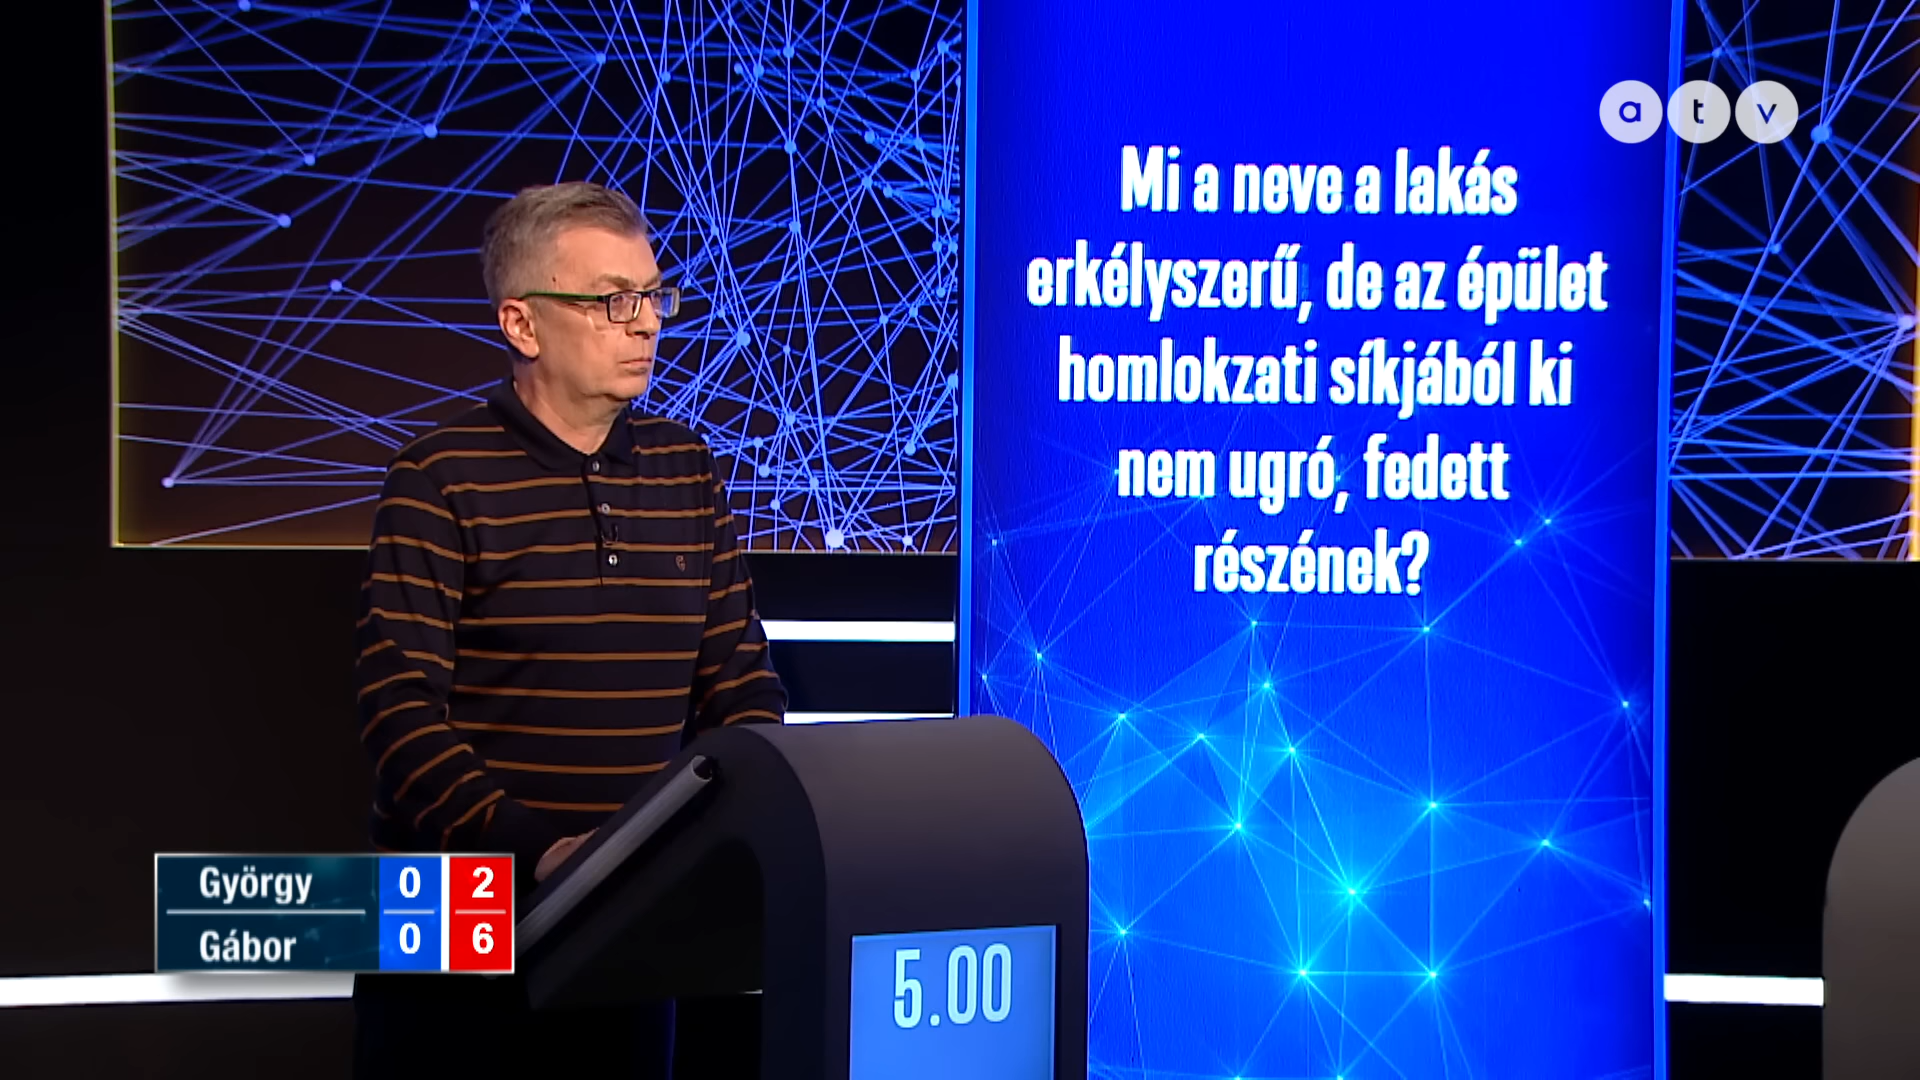 atv
Mi a neve a lakás
erkélyszerű, de az épület
homlokzati síkjából ki
nem ugró, fedett
részének?
György 0 2
Gábor 0 6
5.00